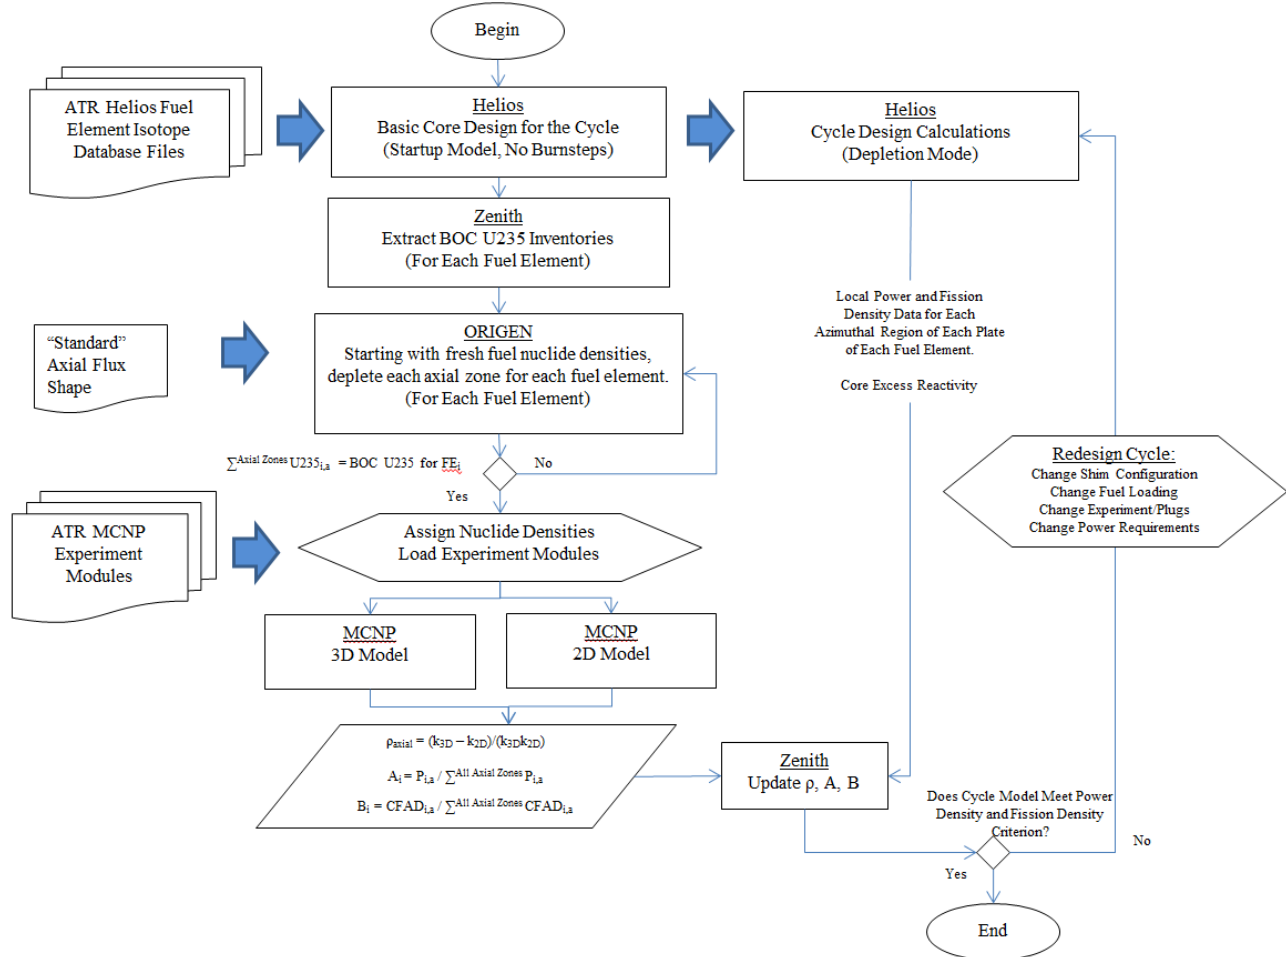 Begin
ATR Helios Fuel
Element Isotope
Database Files
Helios
Basic Core Design for the Cycle
(Startup Model, No Burnsteps)
Helios
Cycle Design Calculations
(Depletion Mode)
Zenith
Extract BOC U235 Inventories
(For Each Fuel Element)
Local Power and Fission
Density Data for Each
Azimuthal Region of Each Plate
of Each Fuel Element.
Core Excess Reactivity
“Standard”
Axial Flux
Shape
ORIGEN
Starting with fresh fuel nuclide densities,
deplete each axial zone for each fuel element.
(For Each Fuel Element)
∑Axial Zones U235i,a = BOC U235 for FEi
No
Yes
Redesign Cycle:
Change Shim Configuration
Change Fuel Loading
Change Experiment/Plugs
Change Power Requirements
ATR MCNP
Experiment
Modules
Assign Nuclide Densities
Load Experiment Modules
MCNP
3D Model
MCNP
2D Model
ρaxial = (k3D – k2D)/(k3Dk2D)
Ai = Pi,a / ∑All Axial Zones Pi,a
Bi = CFADi,a / ∑All Axial Zones CFADi,a
Zenith
Update ρ, A, B
Does Cycle Model Meet Power
Density and Fission Density
Criterion?
No
Yes
End